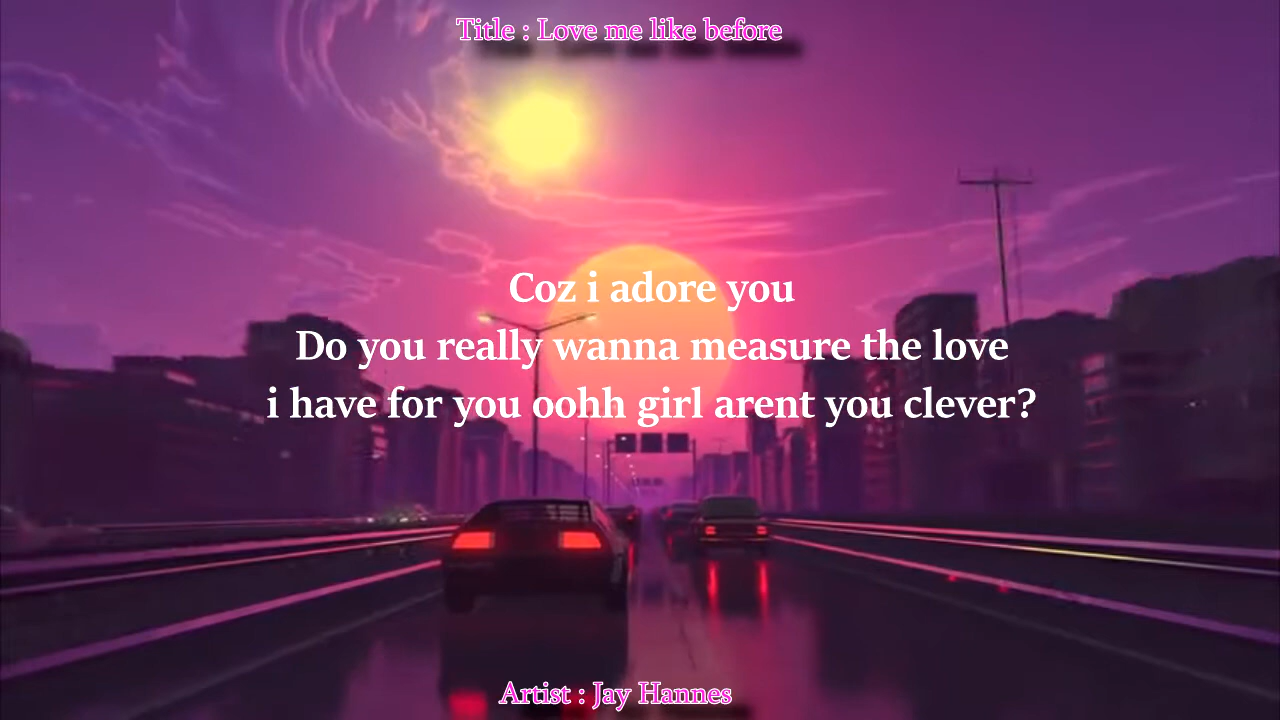 Title : Love me like before
Coz i adore you
Do you really wanna measure the love
i have for you oohh girl arent you clever?
Artist : Jay Hannes